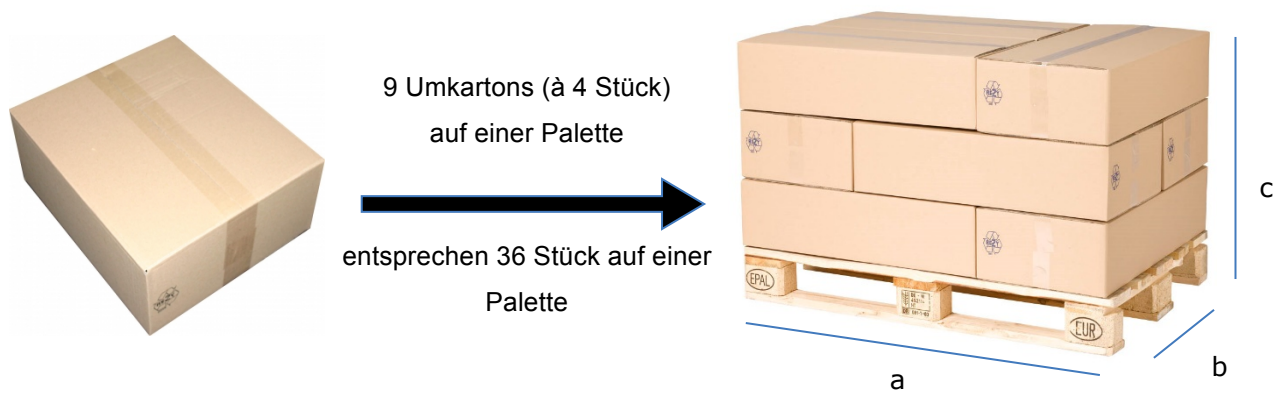 9 Umkartons (à 4 Stück)
auf einer Palette
entsprechen 36 Stück auf einer
Palette
EPAL
EUR
a
b
c